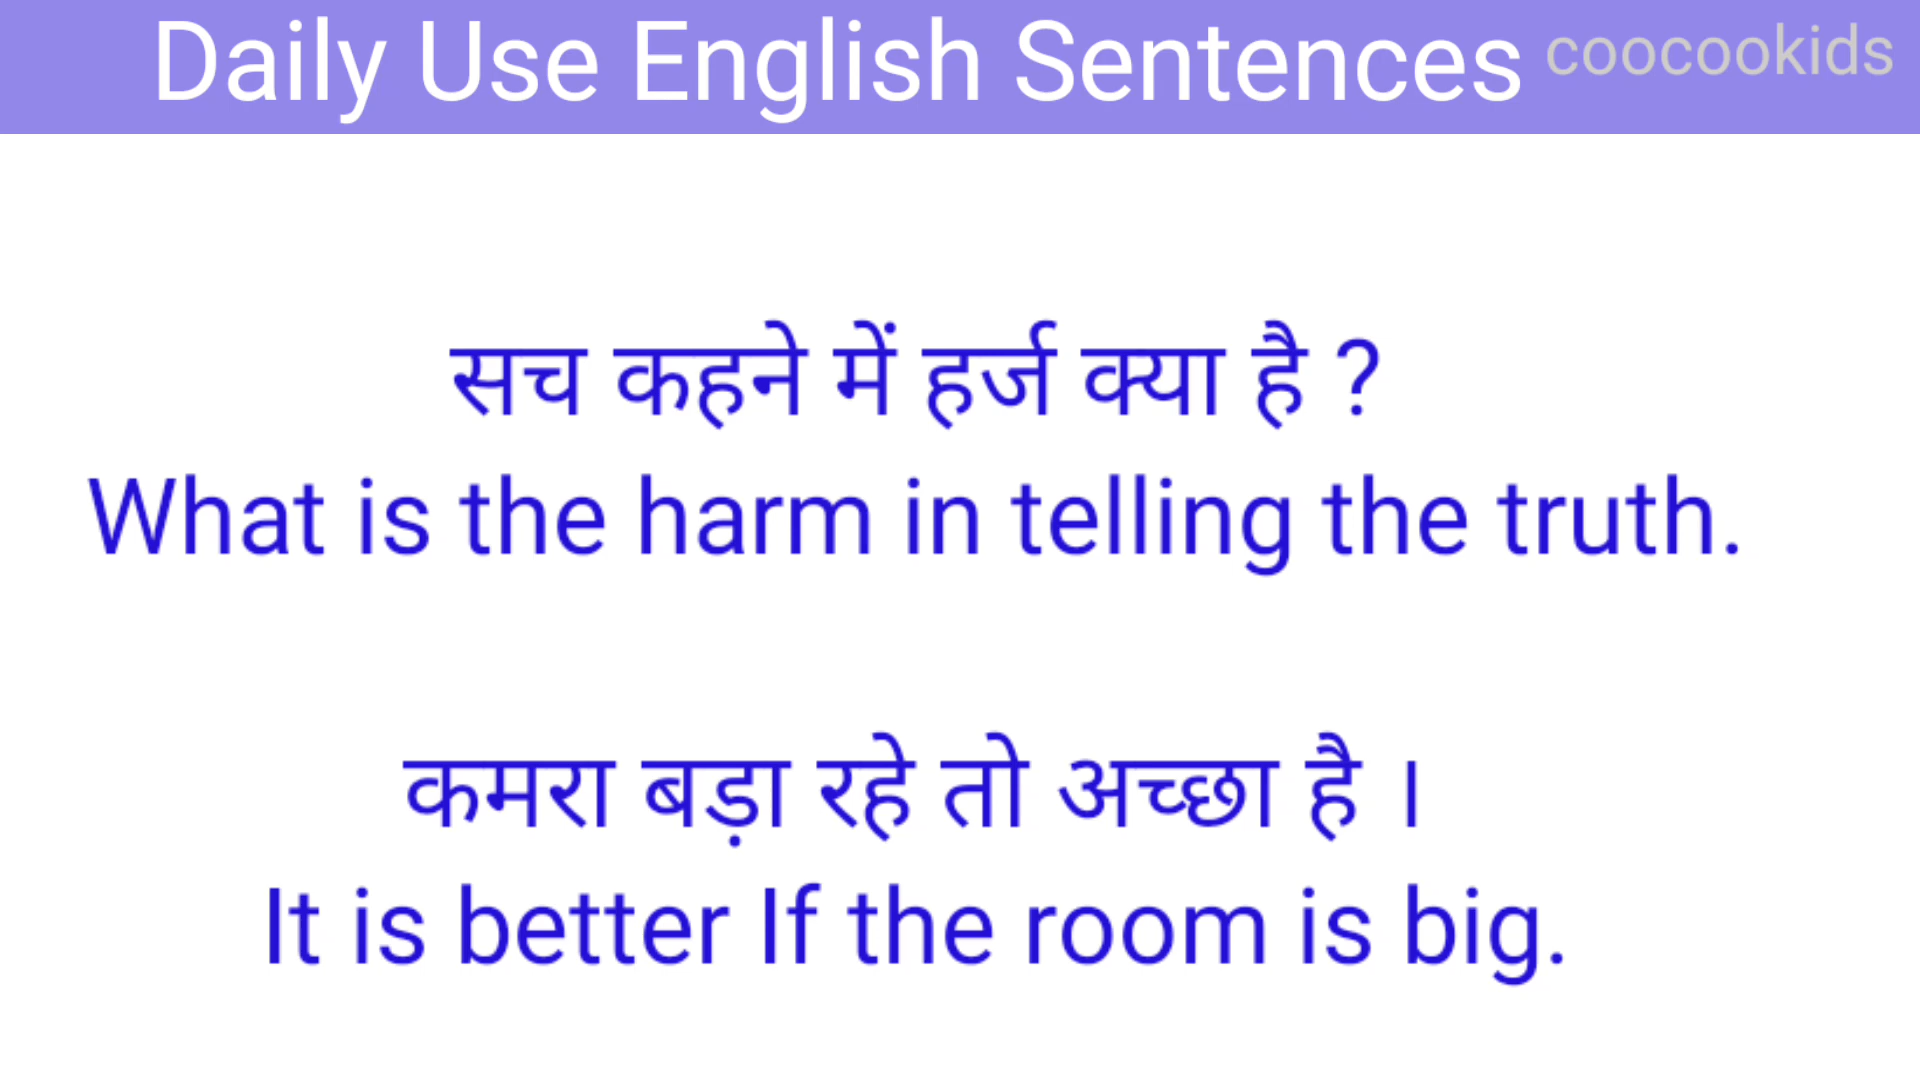 Daily Use English Sentences coocookids
सच कहने में हर्ज क्या है ?
What is the harm in telling the truth.
कमरा बड़ा रहे तो अच्छा है ।
It is better If the room is big.